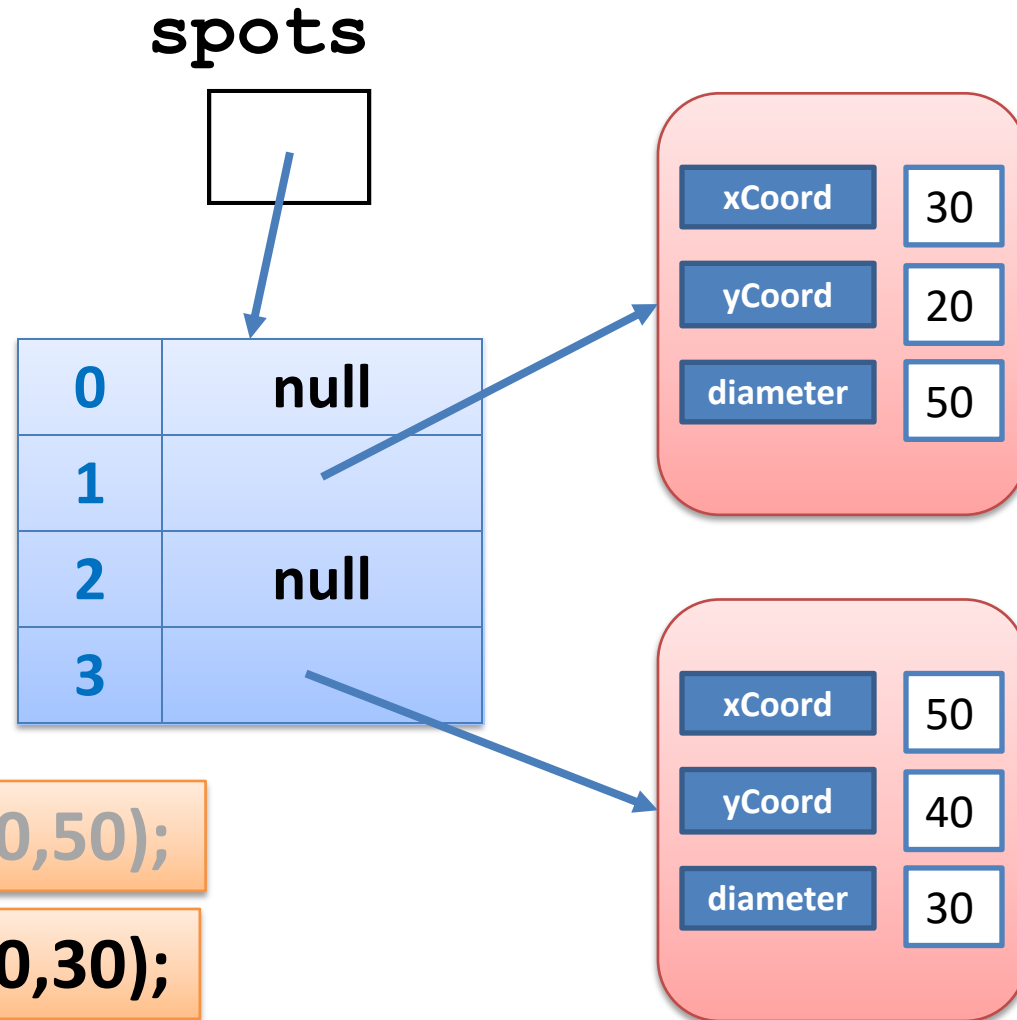 spots
0 null
1
2 null
3
xCoord 30
yCoord 20
diameter 50
xCoord 50
yCoord 40
diameter 30
0,50);
0,30);